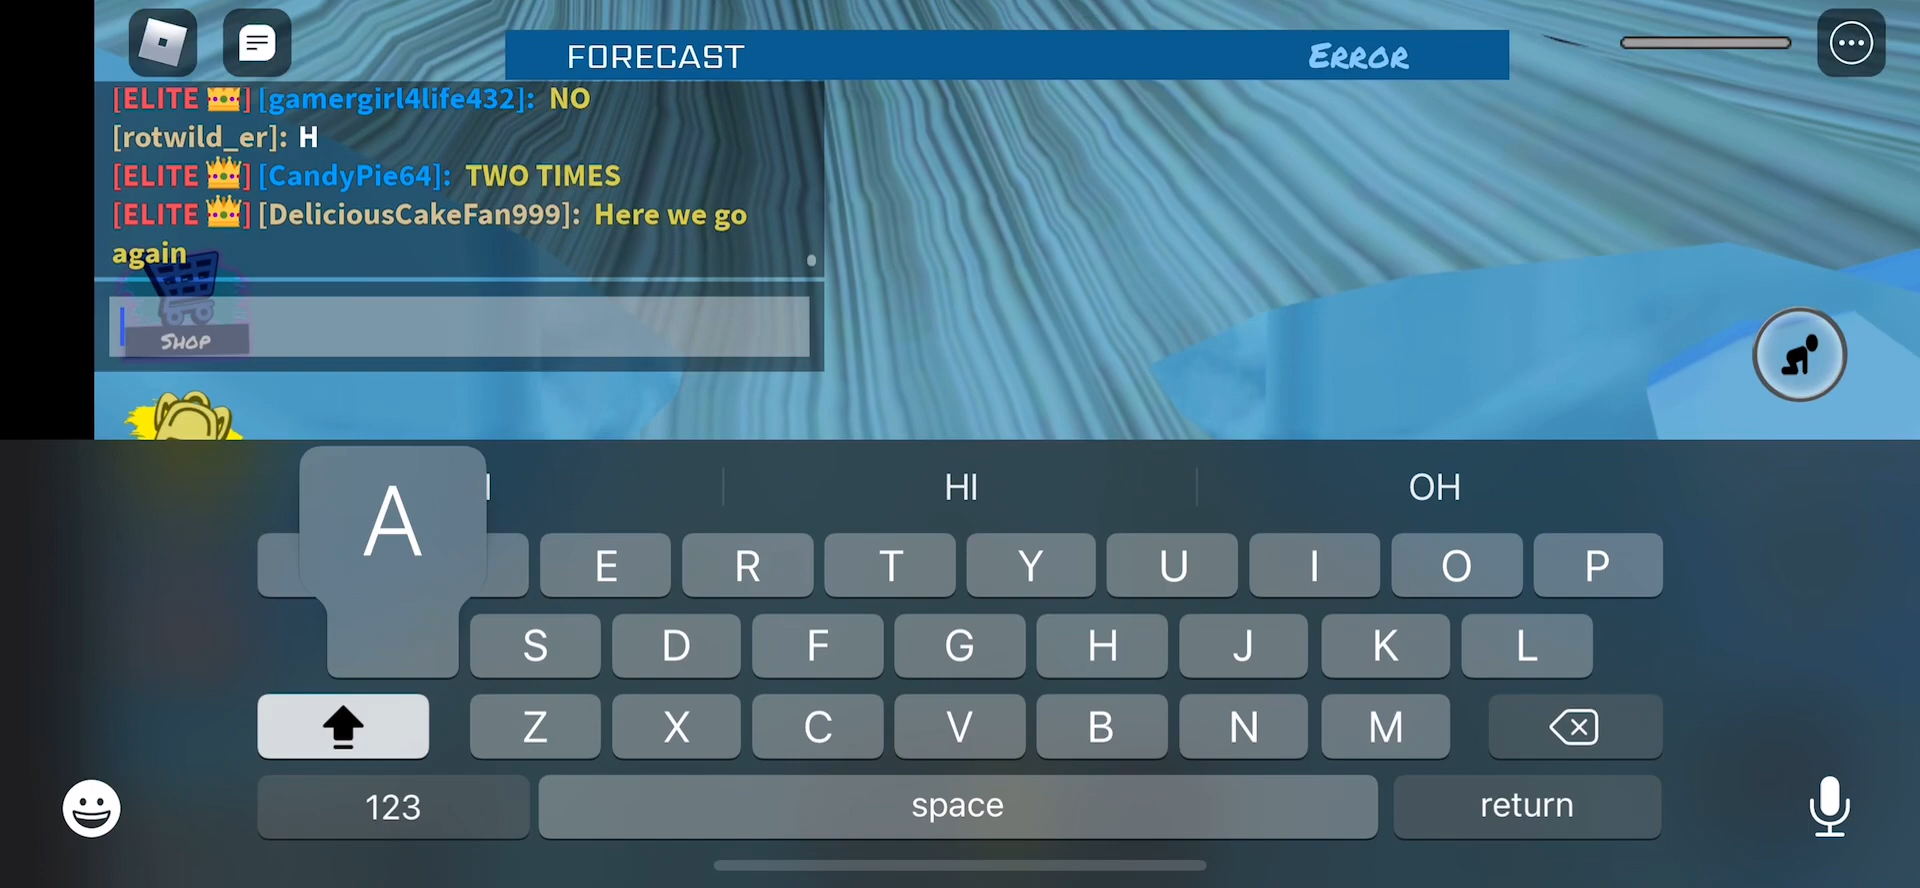 FORECAST
ERROR
[ELITE 👑] [gamergirl4life432]: NO
[rotwild_er]: H
[ELITE 👑] [CandyPie64]: TWO TIMES
[ELITE 👑] [DeliciousCakeFan999]: Here we go
again
SHOP
I HI OH
A
E R T Y U I O P
S D F G H J K L
Z X C V B N M
123 space return